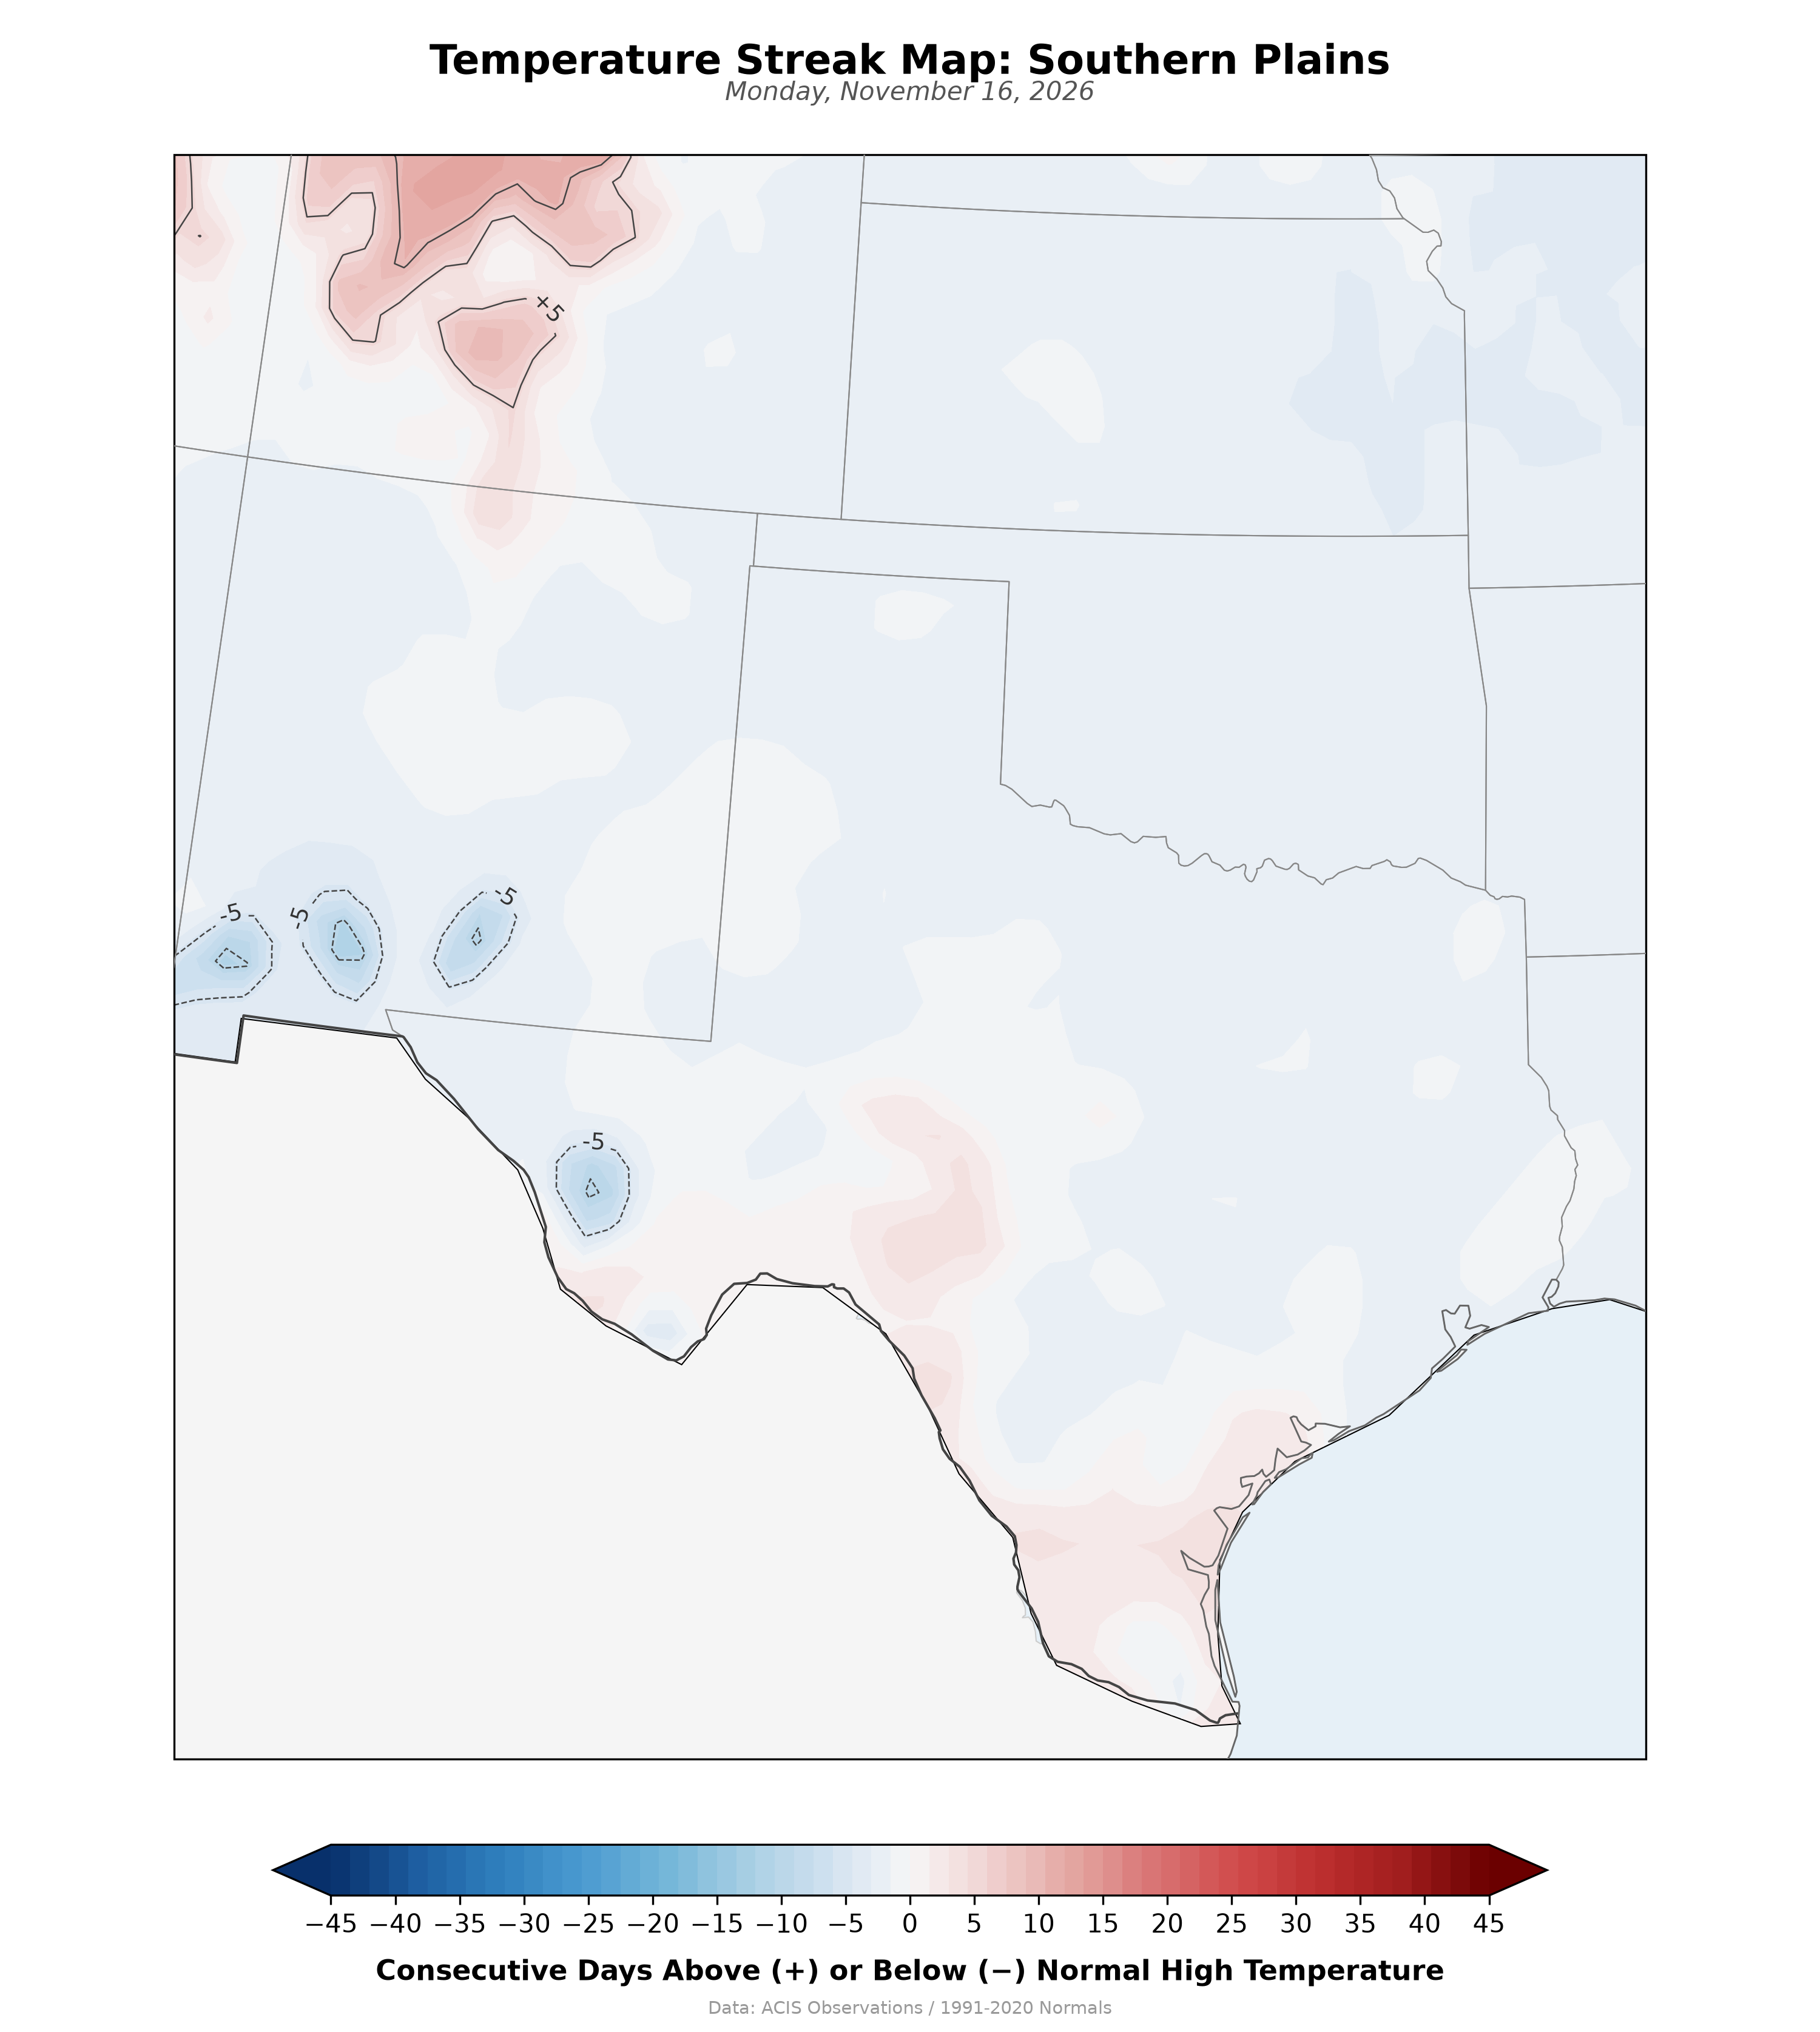 Temperature Streak Map: Southern Plains
Monday, November 16, 2026
+5
-5
-5
-5
-5
−45 −40 −35 −30 −25 −20 −15 −10 −5 0 5 10 15 20 25 30 35 40 45
Consecutive Days Above (+) or Below (−) Normal High Temperature
Data: ACIS Observations / 1991-2020 Normals